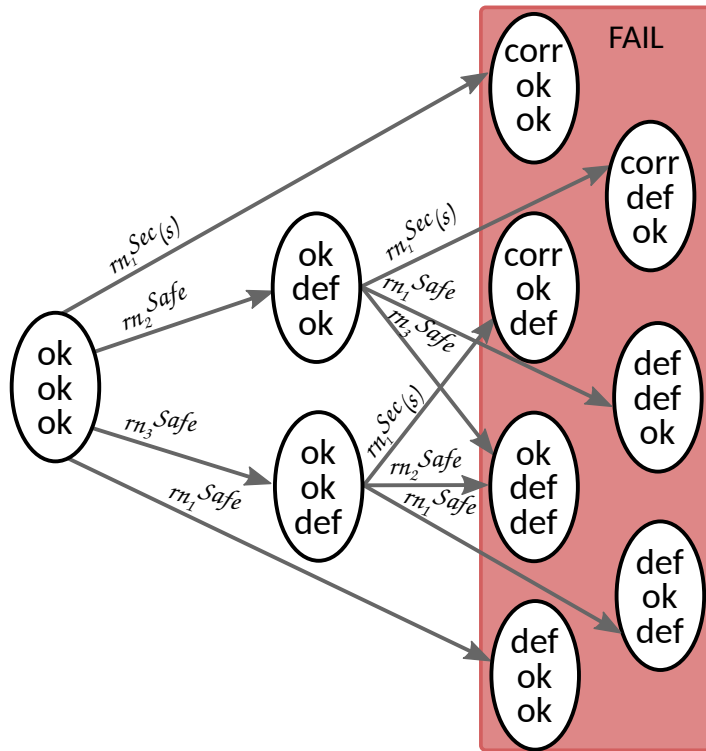 FAIL
corr
ok
ok
corr
def
ok
rn₁Sec(s)
rn₁Sec(s)
ok
def
ok
corr
ok
def
rn₁Safe
rn₂Safe
rn₃Safe
ok
ok
ok
def
def
ok
rn₁Sec(s)
rn₃Safe
ok
ok
def
rn₂Safe
ok
def
def
rn₁Safe
rn₁Safe
def
ok
def
def
ok
ok